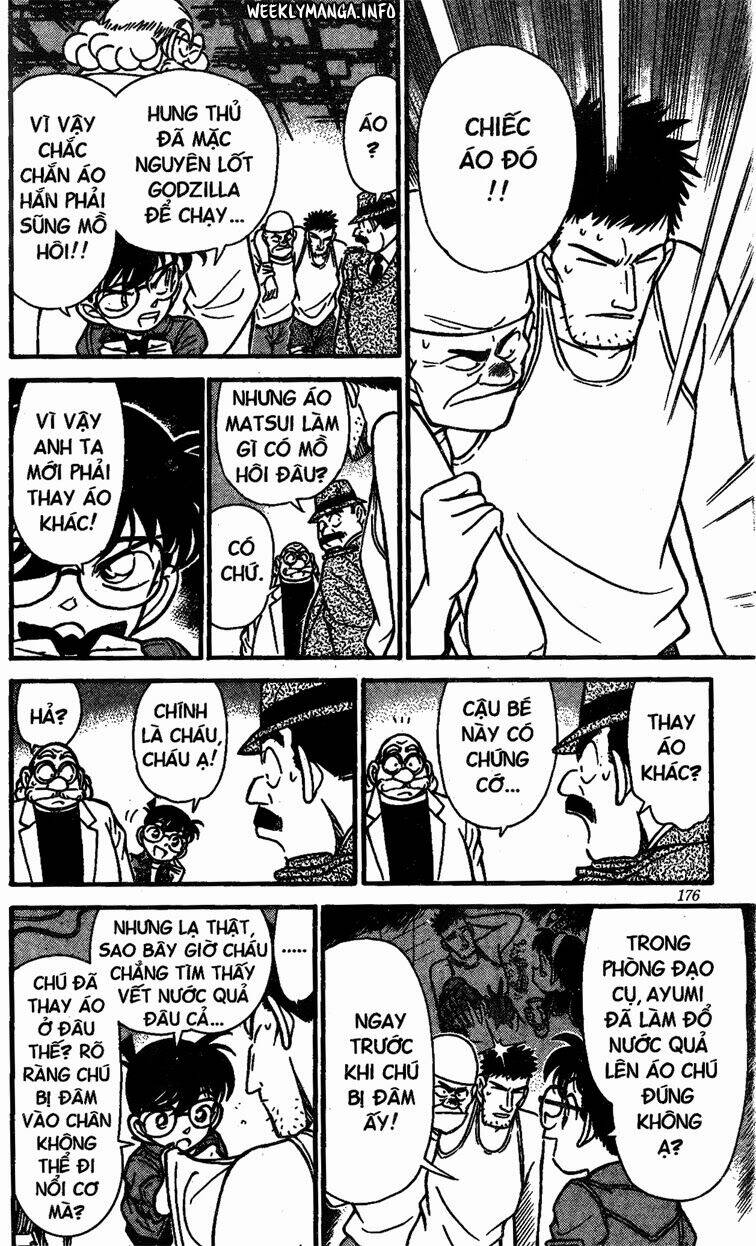 WEEKLYMANGA.INFO
CHIẾC
ÁO ĐÓ
!!
ÁO
?
HUNG THỦ
ĐÃ MẶC
NGUYÊN LỐT
GODZILLA
ĐỂ CHẠY...
VÌ VẬY
CHẮC
CHẮN ÁO
HẮN PHẢI
SŨNG MỒ
HÔI!!
NHƯNG ÁO
MATSUI LÀM
GÌ CÓ MỒ
HÔI ĐÂU?
CÓ
CHỨ.
VÌ VẬY
ANH TA
MỚI PHẢI
THAY ÁO
KHÁC!
THAY
ÁO
KHÁC?
CẬU BÉ
NÀY CÓ
CHỨNG
CỚ...
CHÍNH
LÀ CHÁU,
CHÁU Ạ!
HẢ?
176
TRONG
PHÒNG ĐẠO
CỤ, AYUMI
ĐÃ LÀM ĐỔ
NƯỚC QUẢ
LÊN ÁO CHÚ
ĐÚNG
KHÔNG
Ạ?
NGAY
TRƯỚC
KHI CHÚ
BỊ ĐÂM
ẤY!
......
NHƯNG LẠ THẬT,
SAO BÂY GIỜ CHÁU
CHẲNG TÌM THẤY
VẾT NƯỚC QUẢ
ĐÂU CẢ...
CHÚ ĐÃ
THAY ÁO
Ở ĐÂU
THẾ? RÕ
RÀNG CHÚ
BỊ ĐÂM
VÀO CHÂN
KHÔNG
THỂ ĐI
NỔI CƠ
MÀ?